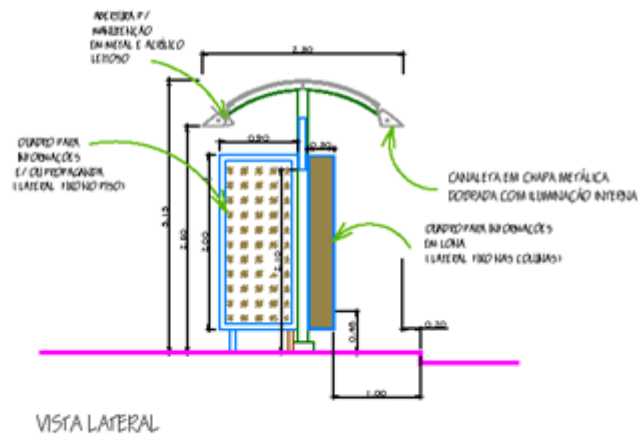 ABERTURA P/
MANUTENÇÃO
EM METAL E ACRÍLICO
LEITOSO
2.30
QUADRO PARA
INFORMAÇÕES
E/ OU PROPAGANDA
(LATERAL FIXO NO PISO)
0.90
0.30
3.15
2.60
2.00
2.10
CANALETA EM CHAPA METÁLICA
DOBRADA COM ILUMINAÇÃO INTERNA
QUADRO PARA INFORMAÇÕES
EM LONA
(LATERAL FIXO NAS COLUNAS)
0.45
0.20
1.00
VISTA LATERAL